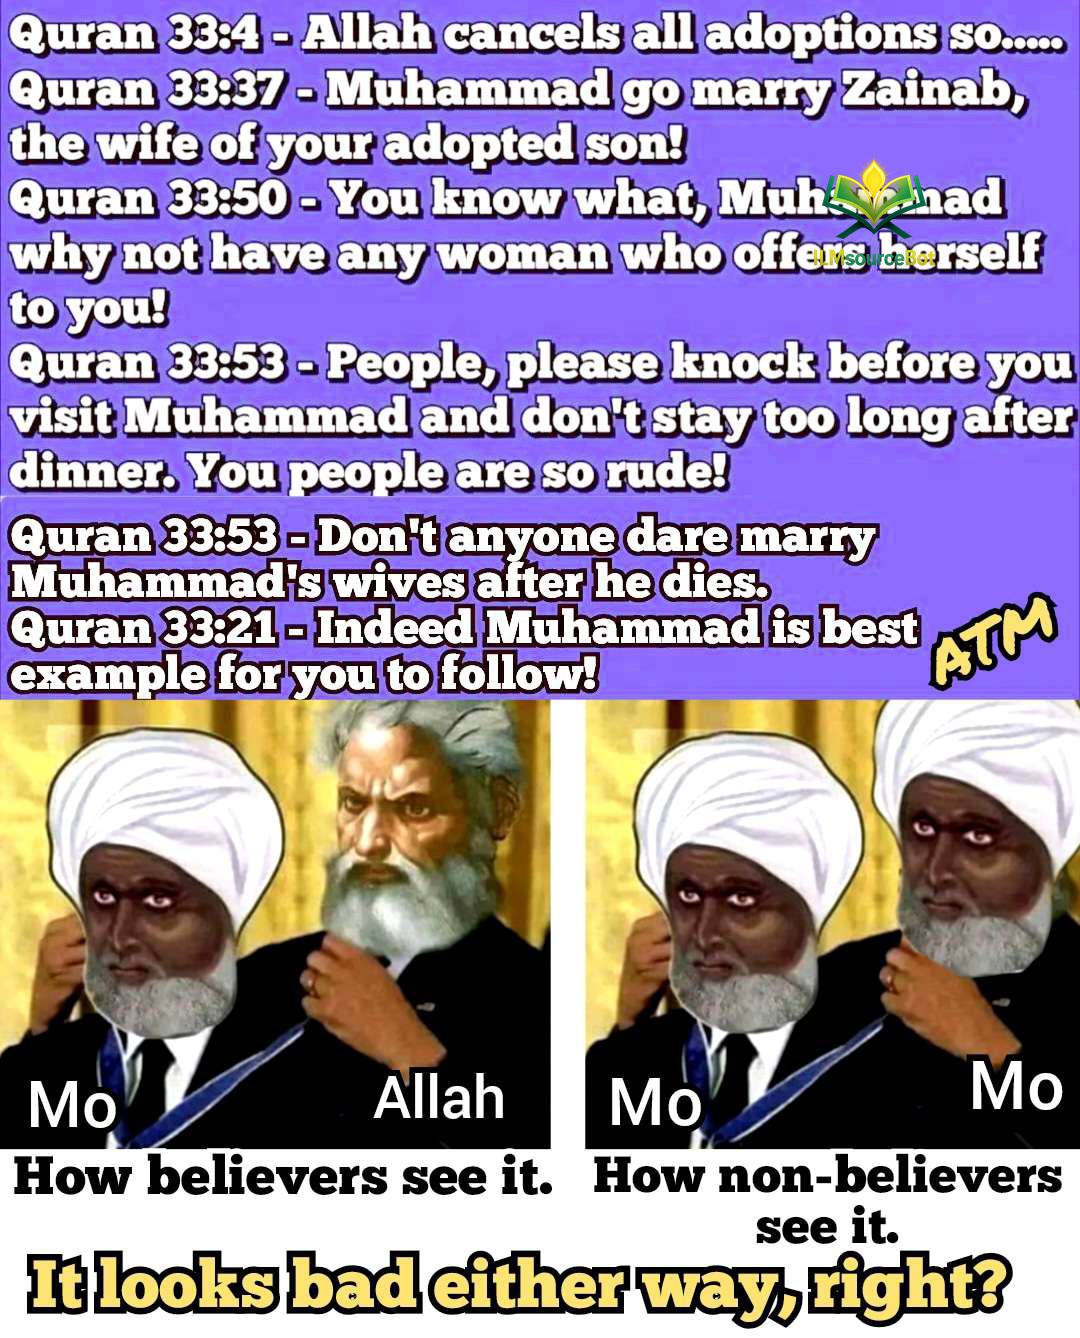 Quran 33:4 - Allah cancels all adoptions so.....
Quran 33:37 - Muhammad go marry Zainab,
the wife of your adopted son!
Quran 33:50 - You know what, Muhammad
why not have any woman who offers herself
to you!
ILMsourceBot
Quran 33:53 - People, please knock before you
visit Muhammad and don't stay too long after
dinner. You people are so rude!
Quran 33:53 - Don't anyone dare marry
Muhammad's wives after he dies.
Quran 33:21 - Indeed Muhammad is best
example for you to follow!
ATM
Mo
Allah
Mo
Mo
How believers see it.
How non-believers
see it.
It looks bad either way, right?